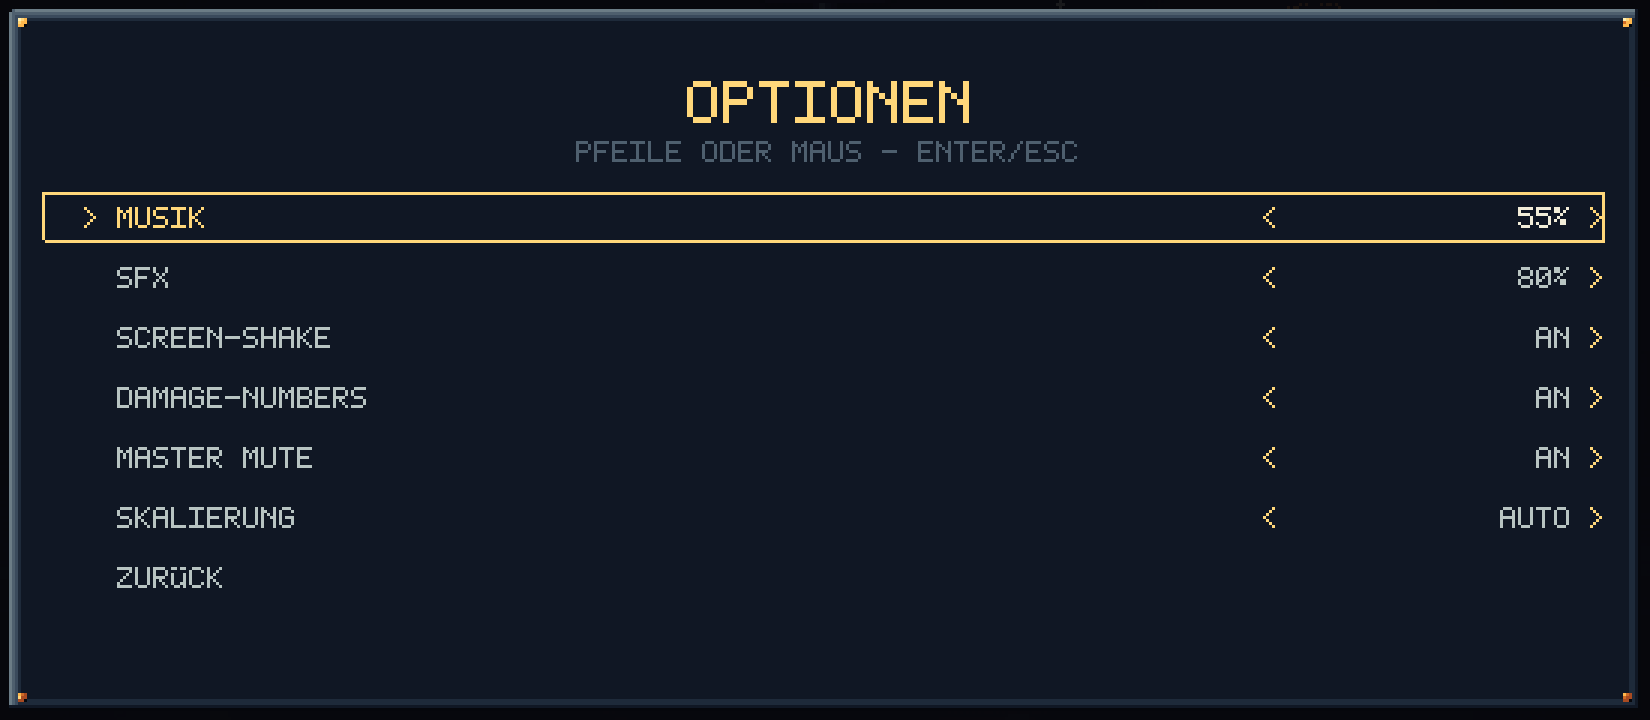 OPTIONEN
PFEILE ODER MAUS - ENTER/ESC
> MUSIK < 55% >
SFX < 80% >
SCREEN-SHAKE < AN >
DAMAGE-NUMBERS < AN >
MASTER MUTE < AN >
SKALIERUNG < AUTO >
ZURüCK